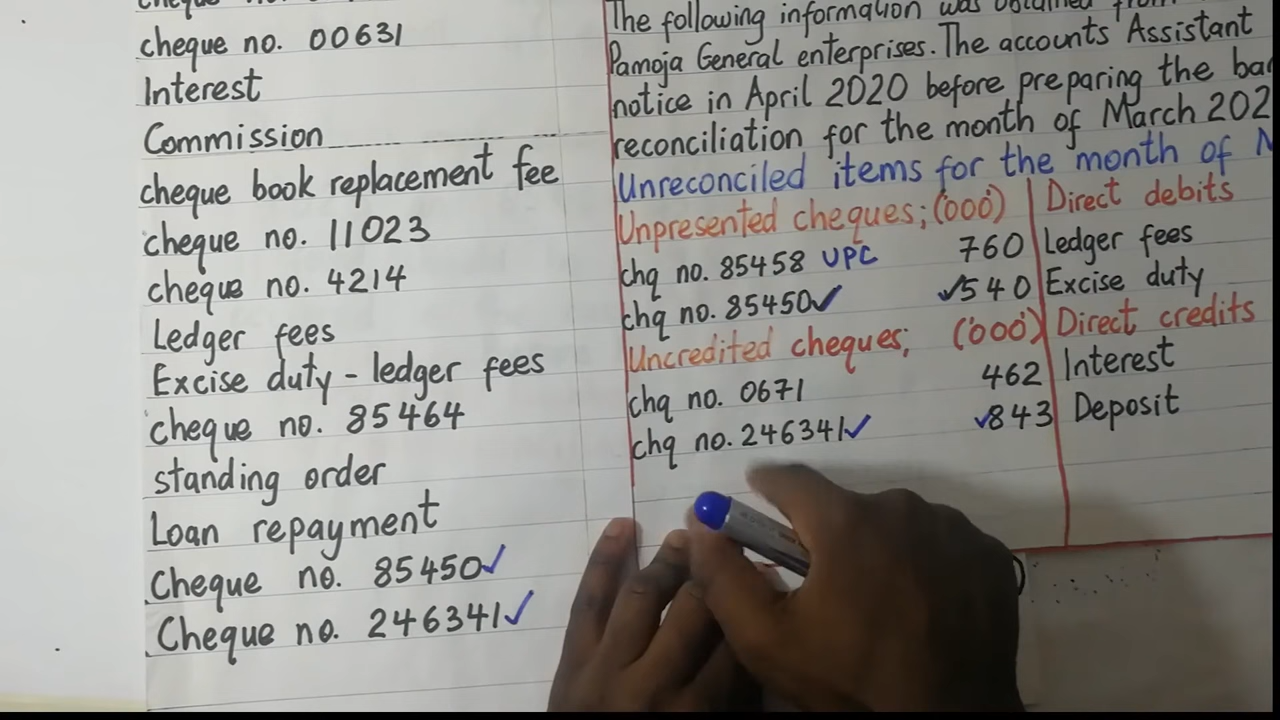 cheque no. 00631
Interest
Commission
cheque book replacement fee
cheque no. 11023
cheque no. 4214
Ledger fees
Excise duty - ledger fees
cheque no. 85464
standing order
Loan repayment
Cheque no. 85450✓
Cheque no. 246341✓
The following information was obtained from
Pamoja General enterprises. The accounts Assistant
notice in April 2020 before preparing the
reconciliation for the month of March 202
Unreconciled items for the month of
Unpresented cheques; ('000')
chq no. 85458 UPC 760
chq no. 85450✓ ✓540
Uncredited cheques; ('000')
chq no. 0671 462
chq no. 246341✓ ✓843
Direct debits
Ledger fees
Excise duty
Direct credits
Interest
Deposit